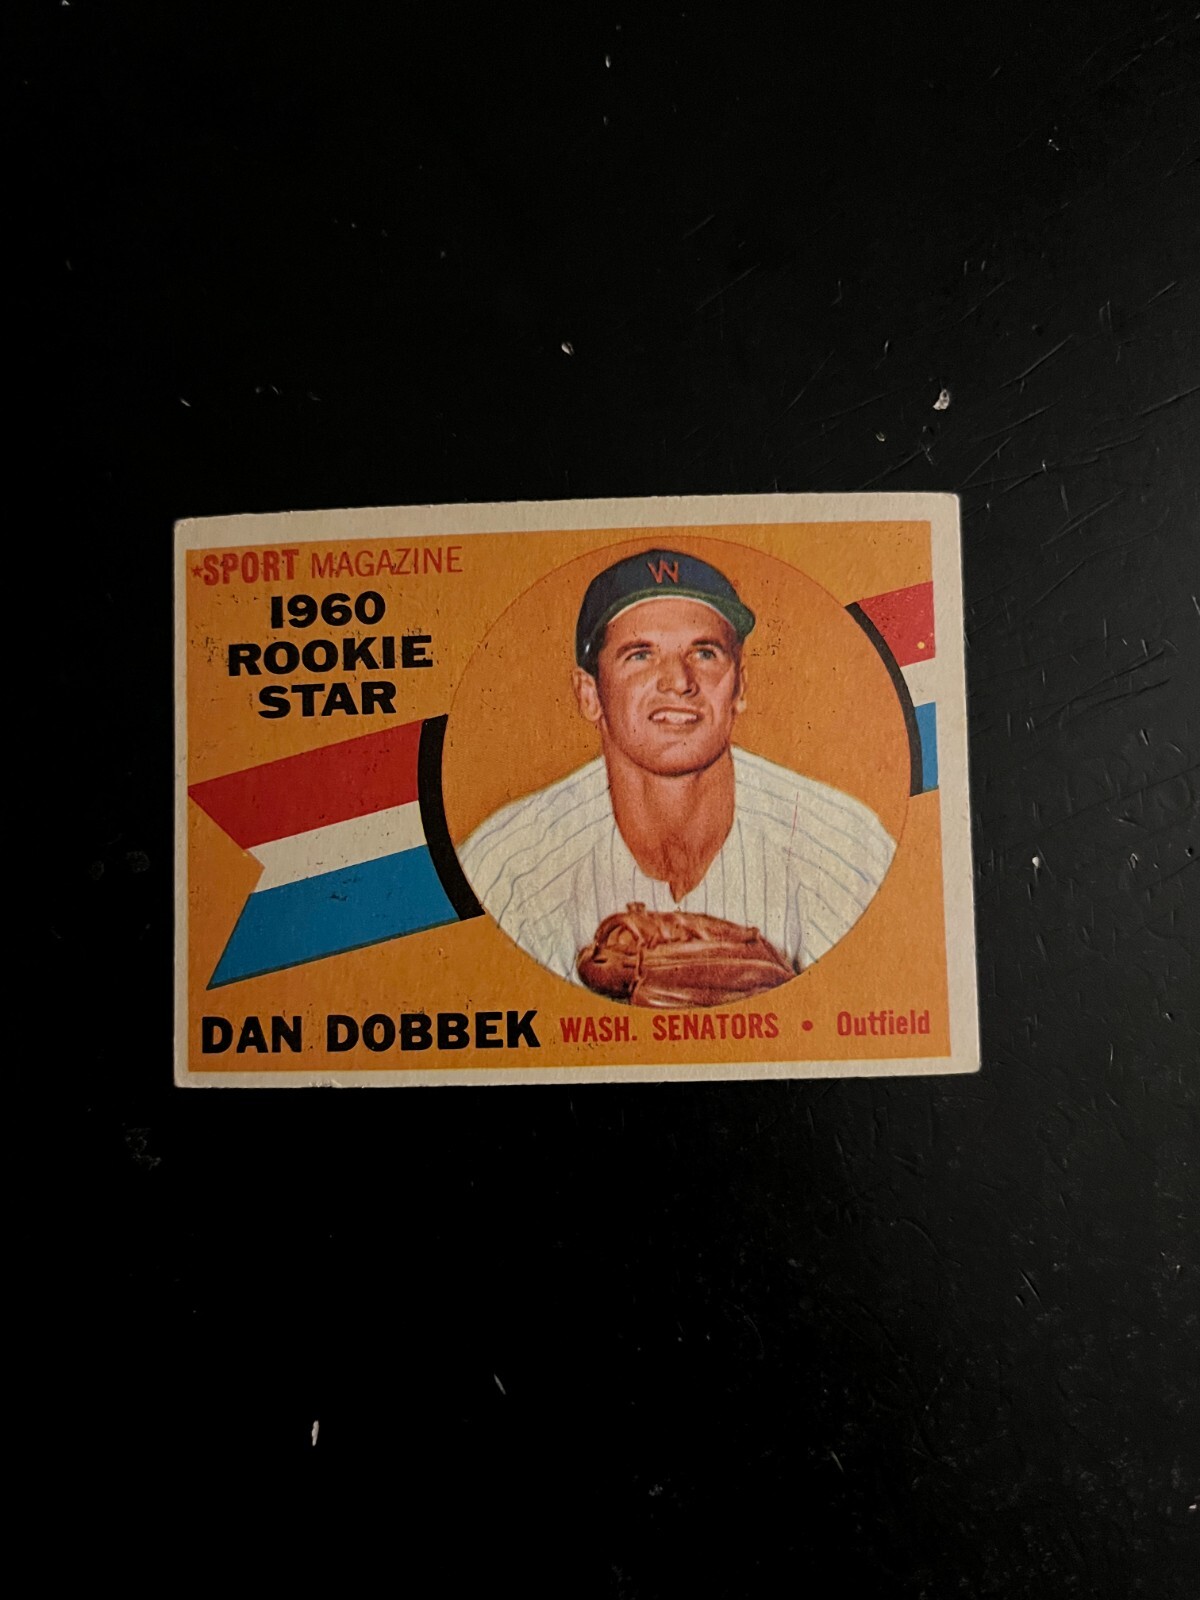 ★SPORT MAGAZINE
1960
ROOKIE
STAR
W
DAN DOBBEK WASH. SENATORS • Outfield